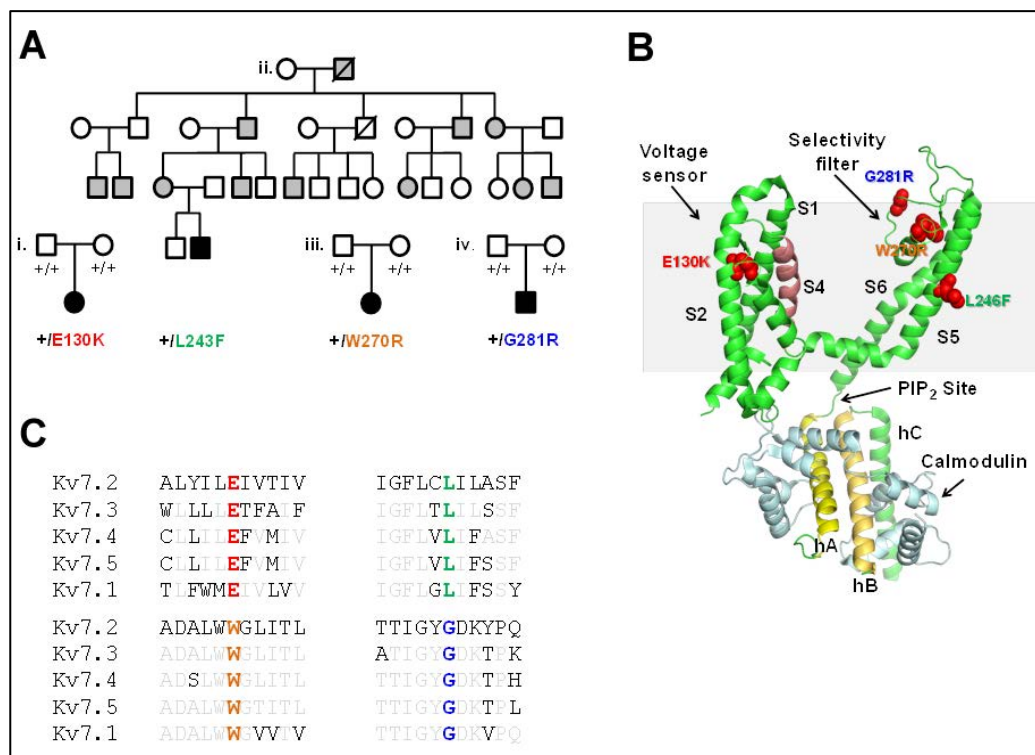 A
ii.
i.
+/+ +/+
iii.
+/+ +/+
iv.
+/+ +/+
+/E130K
+/L243F
+/W270R
+/G281R
B
Voltage
sensor
Selectivity
filter
G281R
S1
E130K
W270R
S4
S6
L246F
S2
S5
PIP2 Site
hC
Calmodulin
hA
hB
C
Kv7.2 ALYILEIVTIV IGFLCLILASF
Kv7.3 WLLLLETFAIF IGFLTLILSSF
Kv7.4 CLLILEFVMIV IGFLVLIFASF
Kv7.5 CLLILEFVMIV IGFLVLIFSSF
Kv7.1 TLFWMEIVLVV IGFLGLIFSSY
Kv7.2 ADALWWGLITL TTIGYGDKYPQ
Kv7.3 ADALWWGLITL ATIGYGDKTPK
Kv7.4 ADSLWWGLITL TTIGYGDKTPH
Kv7.5 ADALWWGTITL TTIGYGDKTPL
Kv7.1 ADALWWGVVTV TTIGYGDKVPQ